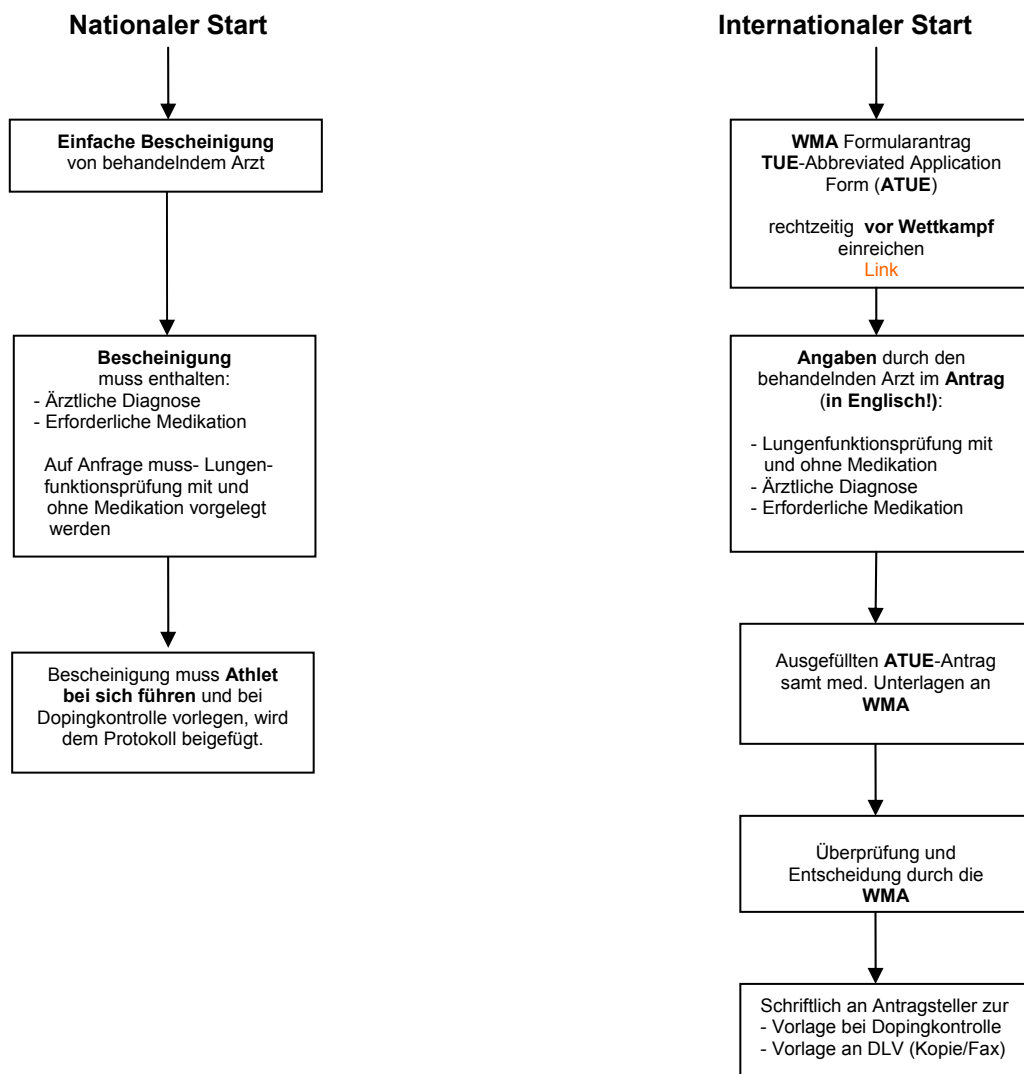 Nationaler Start
Einfache Bescheinigung
von behandelndem Arzt
Bescheinigung
muss enthalten:
- Ärztliche Diagnose
- Erforderliche Medikation
Auf Anfrage muss- Lungen-
funktionsprüfung mit und
ohne Medikation vorgelegt
werden
Bescheinigung muss Athlet
bei sich führen und bei
Dopingkontrolle vorlegen, wird
dem Protokoll beigefügt.
Internationaler Start
WMA Formularantrag
TUE-Abbreviated Application
Form (ATUE)
rechtzeitig vor Wettkampf
einreichen
Link
Angaben durch den
behandelnden Arzt im Antrag
(in Englisch!):
- Lungenfunktionsprüfung mit
und ohne Medikation
- Ärztliche Diagnose
- Erforderliche Medikation
Ausgefüllten ATUE-Antrag
samt med. Unterlagen an
WMA
Überprüfung und
Entscheidung durch die
WMA
Schriftlich an Antragsteller zur
- Vorlage bei Dopingkontrolle
- Vorlage an DLV (Kopie/Fax)